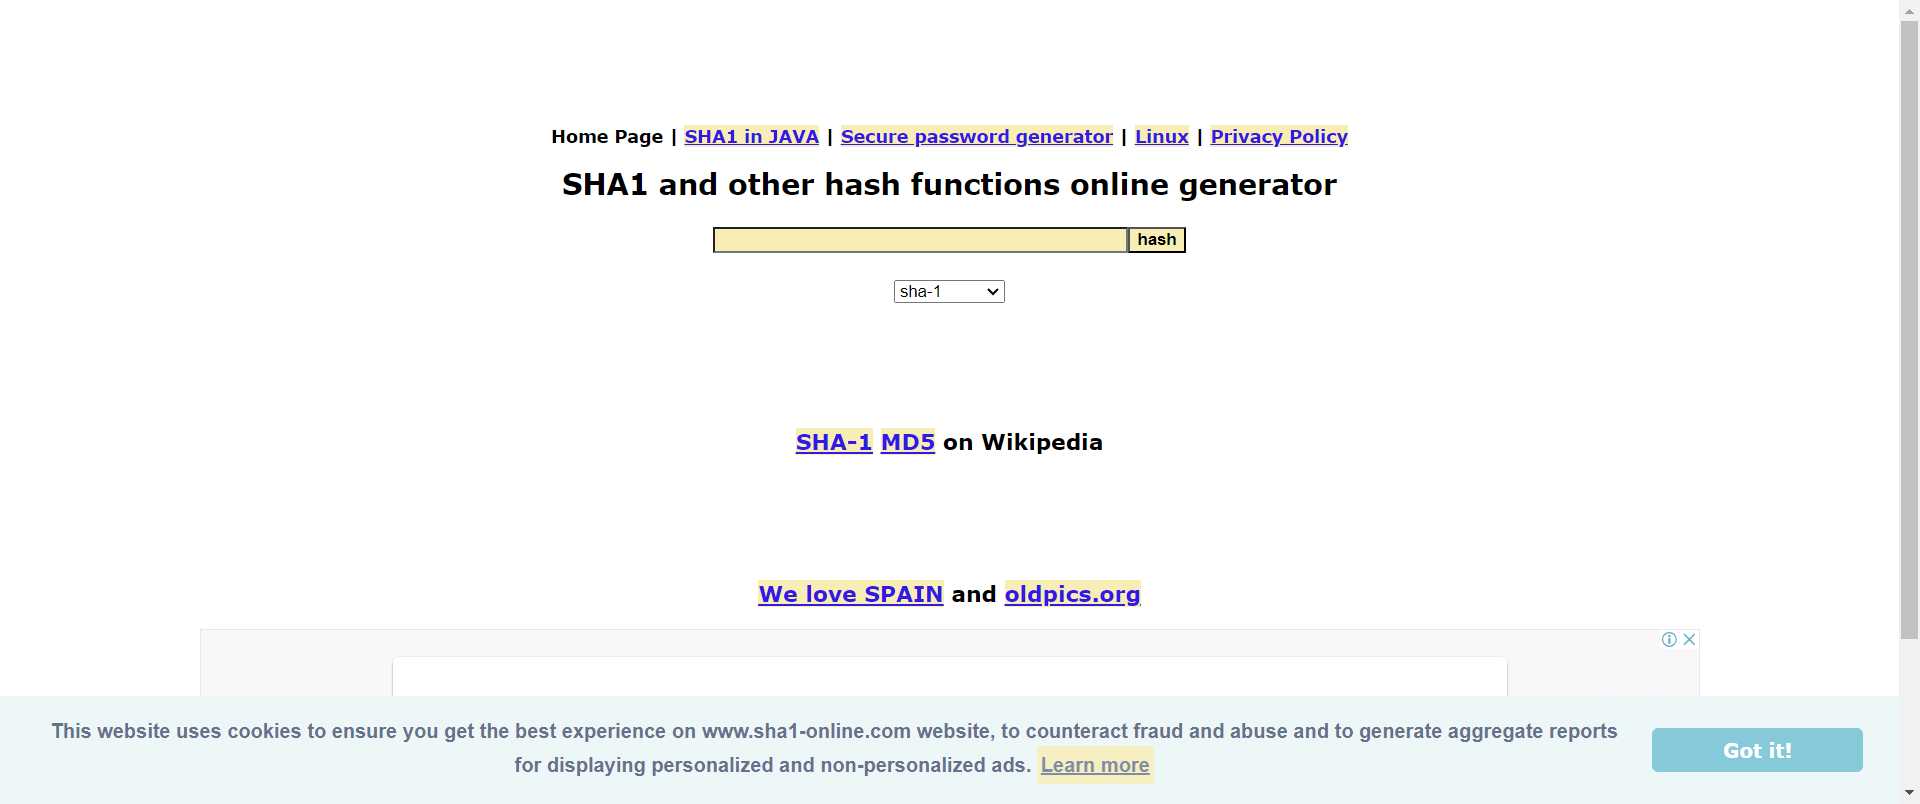 Home Page | SHA1 in JAVA | Secure password generator | Linux | Privacy Policy
SHA1 and other hash functions online generator
hash
sha-1
SHA-1 MD5 on Wikipedia
We love SPAIN and oldpics.org
This website uses cookies to ensure you get the best experience on www.sha1-online.com website, to counteract fraud and abuse and to generate aggregate reports
for displaying personalized and non-personalized ads. Learn more
Got it!